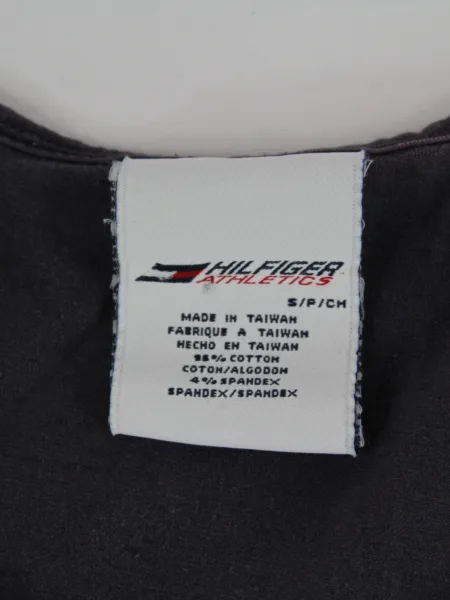 HILFIGER
ATHLETICS
S/P/CH
MADE IN TAIWAN
FABRIQUE A TAIWAN
HECHO EN TAIWAN
96% COTTON
COTON/ALGODON
4% SPANDEX
SPANDEX/SPANDEX